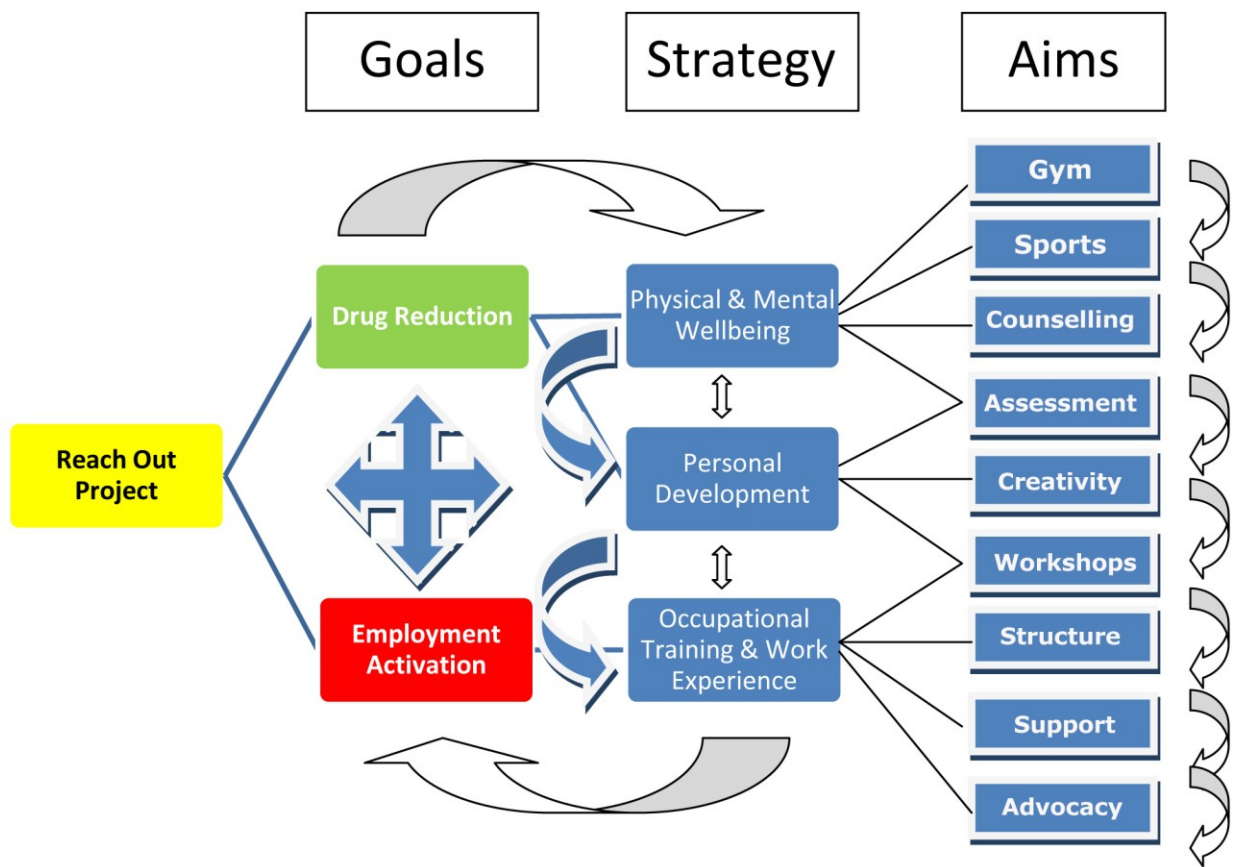 Goals
Strategy
Aims
Reach Out
Project
Drug Reduction
Employment
Activation
Physical & Mental
Wellbeing
Personal
Development
Occupational
Training & Work
Experience
Gym
Sports
Counselling
Assessment
Creativity
Workshops
Structure
Support
Advocacy